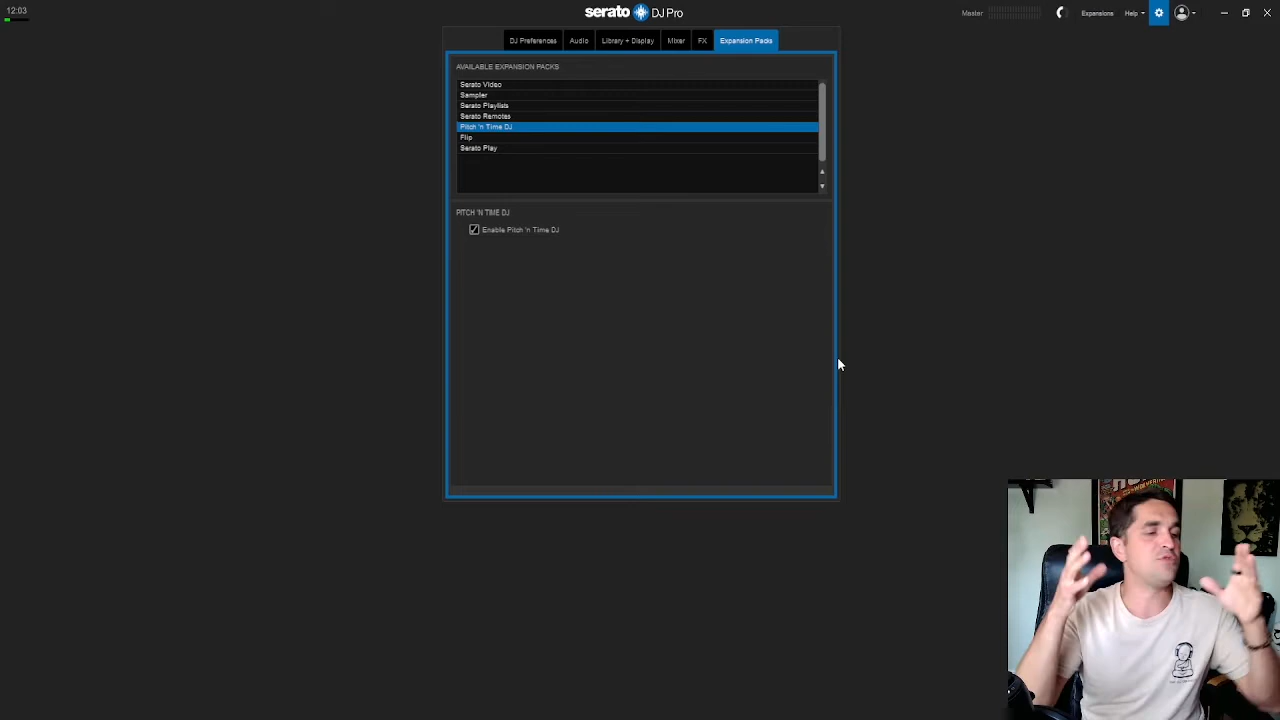 12:03
serato DJ Pro
Master
Expansions
Help
DJ Preferences
Audio
Library + Display
Mixer
FX
Expansion Packs
AVAILABLE EXPANSION PACKS
Serato Video
Sampler
Serato Playlists
Serato Remotes
Pitch 'n Time DJ
Flip
Serato Play
PITCH 'N TIME DJ
Enable Pitch 'n Time DJ